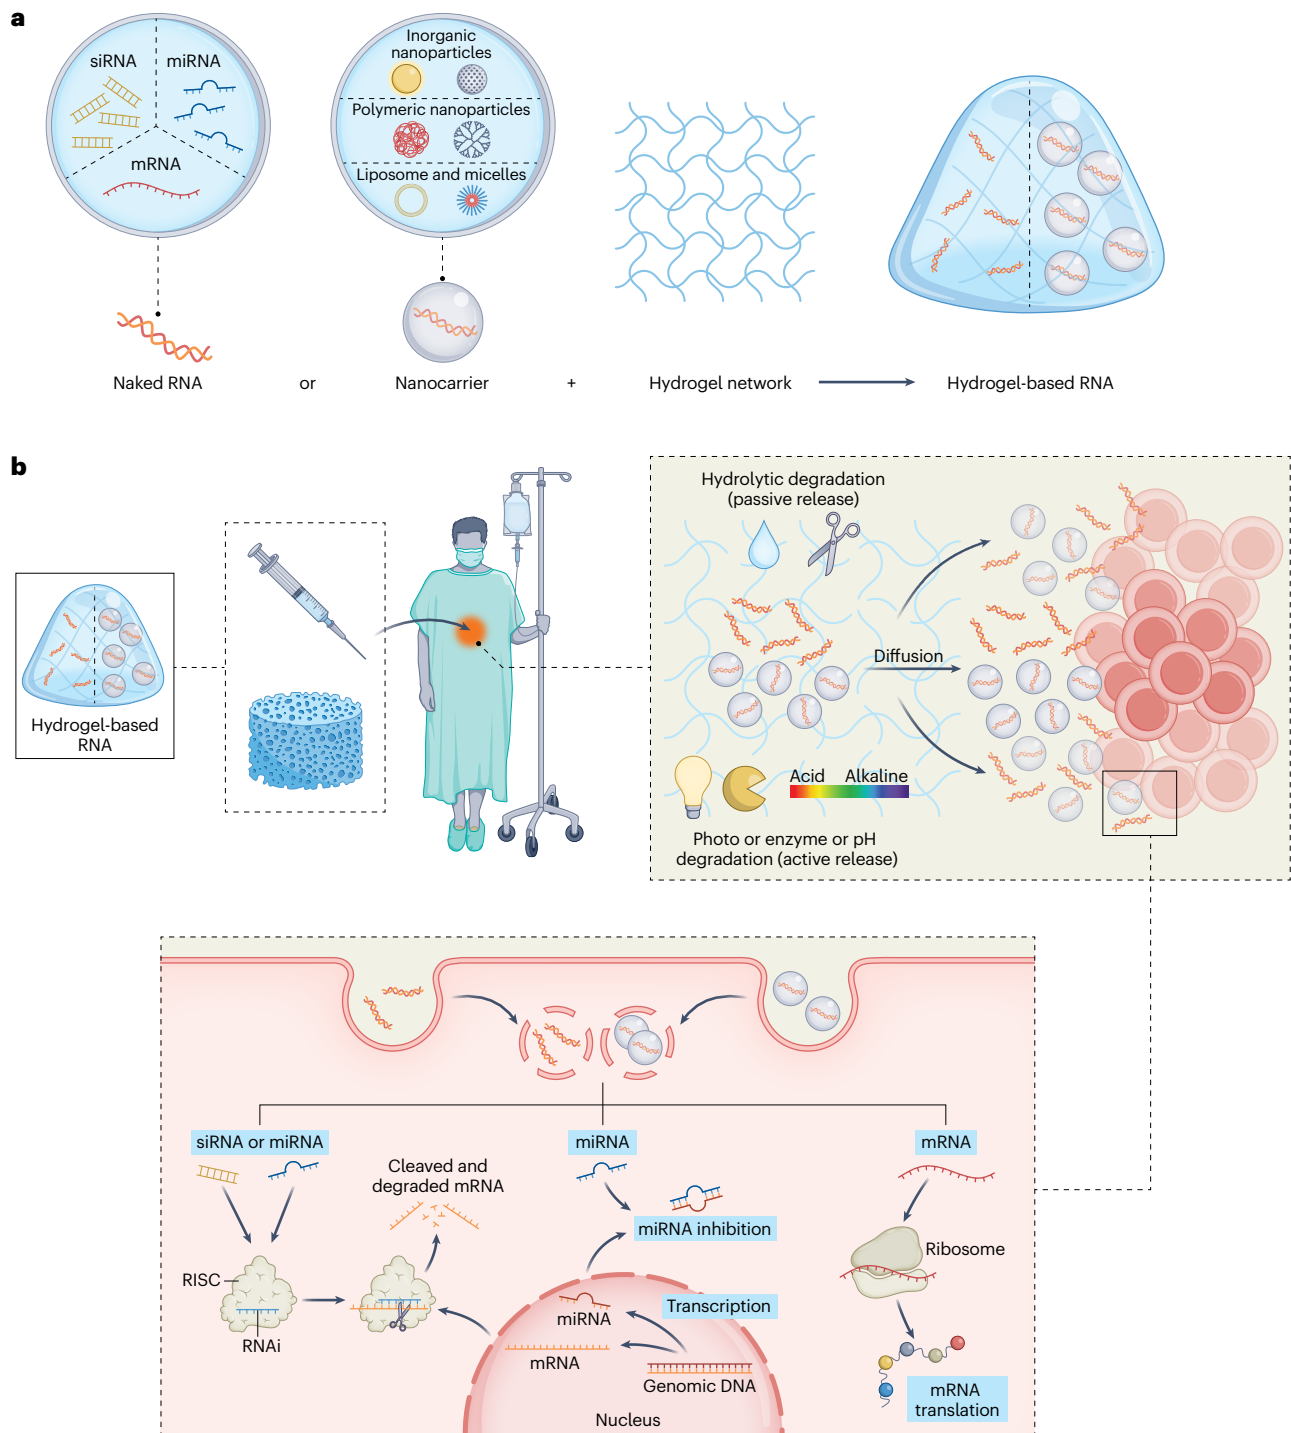 a
siRNA
miRNA
mRNA
Inorganic
nanoparticles
Polymeric nanoparticles
Liposome and micelles
Naked RNA
or
Nanocarrier
+
Hydrogel network
Hydrogel-based RNA
b
Hydrogel-based
RNA
Hydrolytic degradation
(passive release)
Diffusion
Acid
Alkaline
Photo or enzyme or pH
degradation (active release)
siRNA or miRNA
miRNA
mRNA
Cleaved and
degraded mRNA
miRNA inhibition
Ribosome
RISC
RNAi
Transcription
miRNA
mRNA
Genomic DNA
Nucleus
mRNA
translation